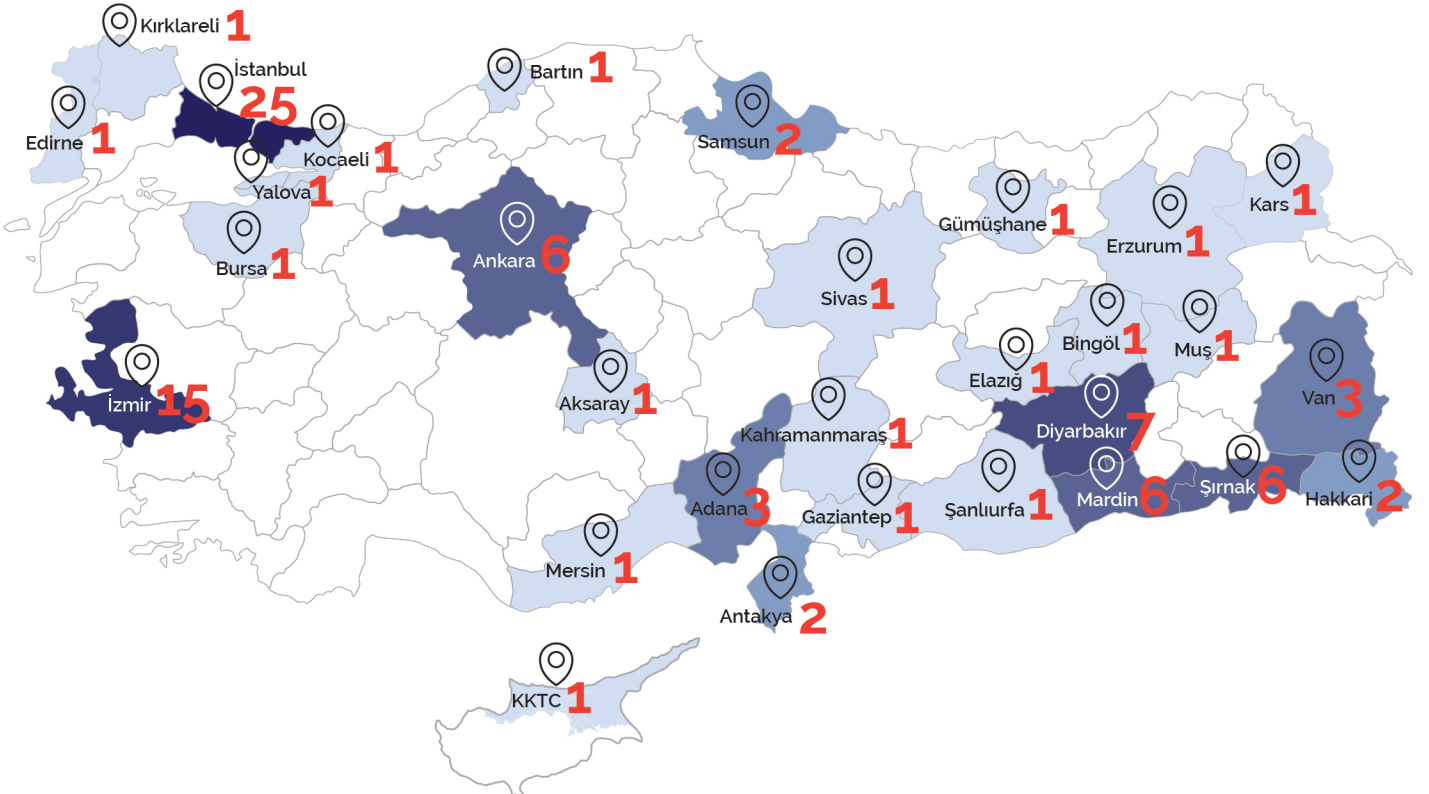 Kırklareli 1
İstanbul
25
Bartın 1
Edirne 1
Samsun 2
Kocaeli 1
Yalova 1
Kars 1
Gümüşhane 1
Erzurum 1
Bursa 1
Ankara 6
Sivas 1
Bingöl 1
Muş 1
Elazığ 1
Van 3
İzmir 15
Aksaray 1
Kahramanmaraş 1
Diyarbakır 7
Mardin 6
Şırnak 6
Hakkari 2
Adana 3
Gaziantep 1
Şanlıurfa 1
Mersin 1
Antakya 2
KKTC 1